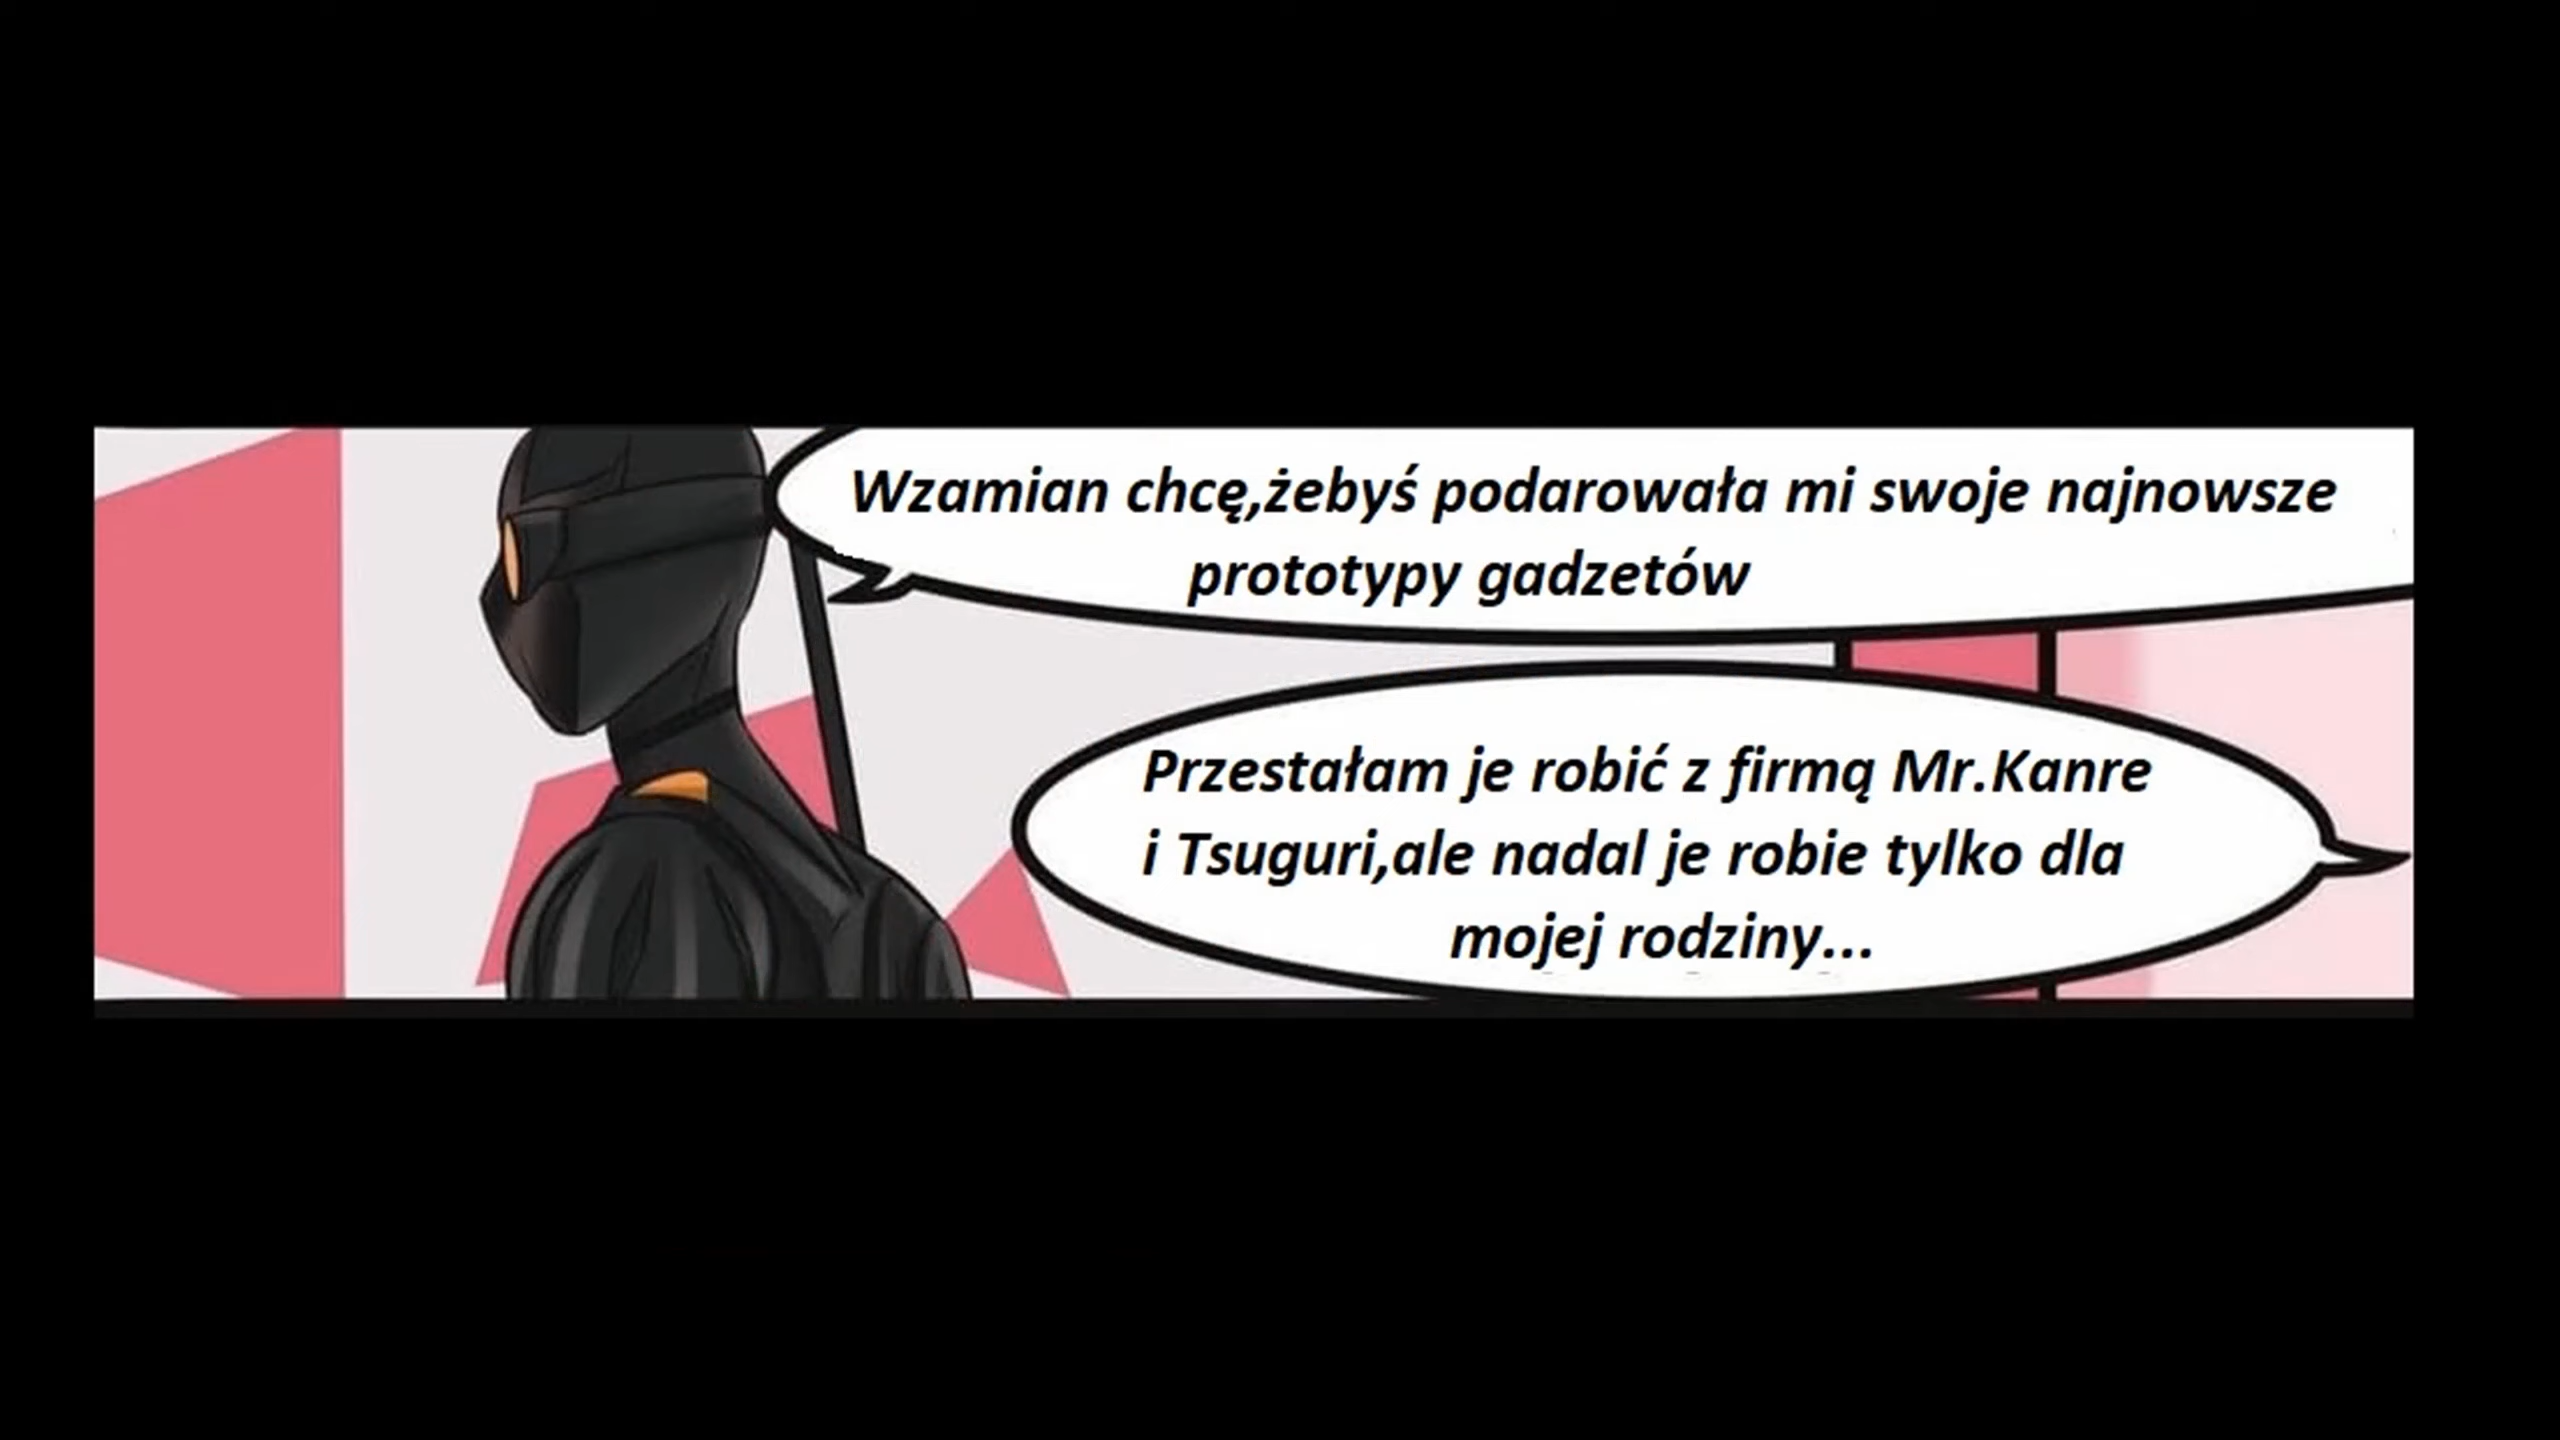 Wzamian chcę,żebyś podarowała mi swoje najnowsze
prototypy gadzetów
Przestałam je robić z firmą Mr.Kanre
i Tsuguri,ale nadal je robie tylko dla
mojej rodziny...